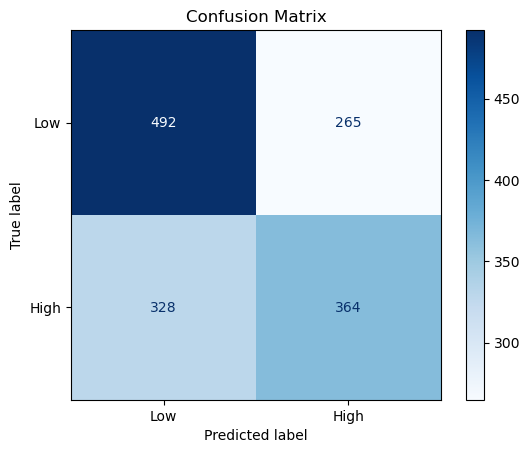 Confusion Matrix
Low
492
265
High
328
364
Low
High
Predicted label
True label
450
400
350
300